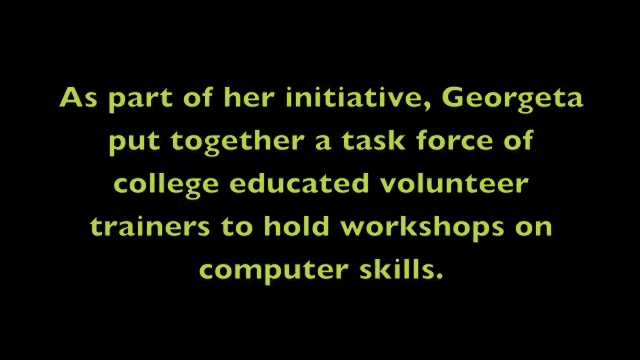 As part of her initiative, Georgeta
put together a task force of
college educated volunteer
trainers to hold workshops on
computer skills.